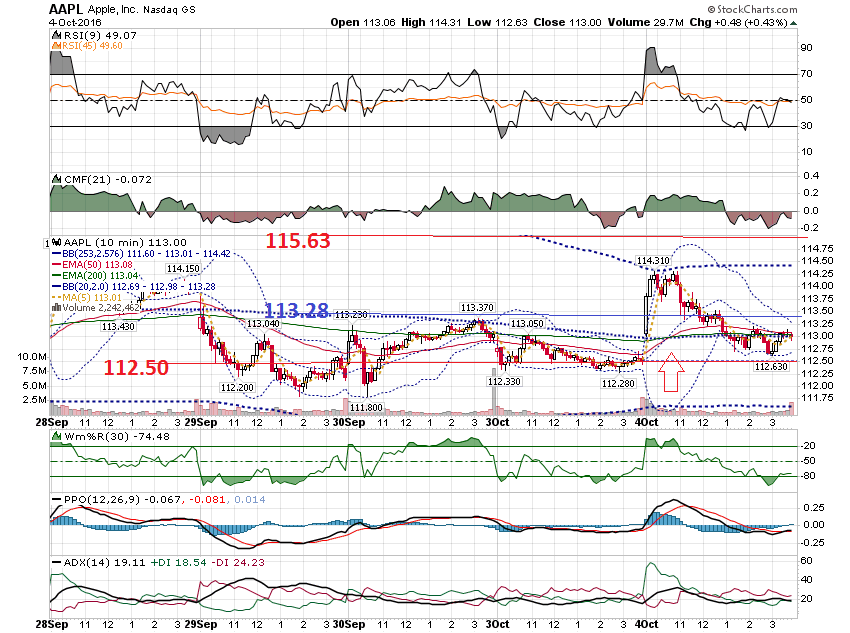 AAPL Apple, Inc. Nasdaq GS
© StockCharts.com
4-Oct-2016
Open 113.06 High 114.31 Low 112.63 Close 113.00 Volume 29.7M Chg +0.48 (+0.43%)
RSI(9) 49.07
RSI(45) 49.60
90
70
50
30
10
CMF(21) -0.072
0.4
0.2
0.0
-0.2
115.63
AAPL (10 min) 113.00
BB(253,2.576) 111.60 - 113.01 - 114.42
EMA(50) 113.08
EMA(200) 113.04
BB(20,2.0) 112.69 - 112.98 - 113.28
MA(5) 113.01
Volume 2,242,462
114.150
113.430
113.040
112.200
113.28
113.230
111.800
112.50
113.370
113.050
112.330
112.280
114.310
112.630
114.75
114.50
114.25
114.00
113.75
113.50
113.25
113.00
112.75
112.50
112.25
112.00
111.75
10.0M
7.5M
5.0M
2.5M
28Sep 11 12 1 2 3 29Sep 11 12 1 2 3 30Sep 11 12 1 2 3 3Oct 11 12 1 2 3 4Oct 11 12 1 2 3
Wm%R(30) -74.48
-20
-50
-80
PPO(12,26,9) -0.067, -0.081, 0.014
0.25
0.00
-0.25
ADX(14) 19.11 +DI 18.54 -DI 24.23
60
40
20
28Sep 11 12 1 2 3 29Sep 11 12 1 2 3 30Sep 11 12 1 2 3 3Oct 11 12 1 2 3 4Oct 11 12 1 2 3